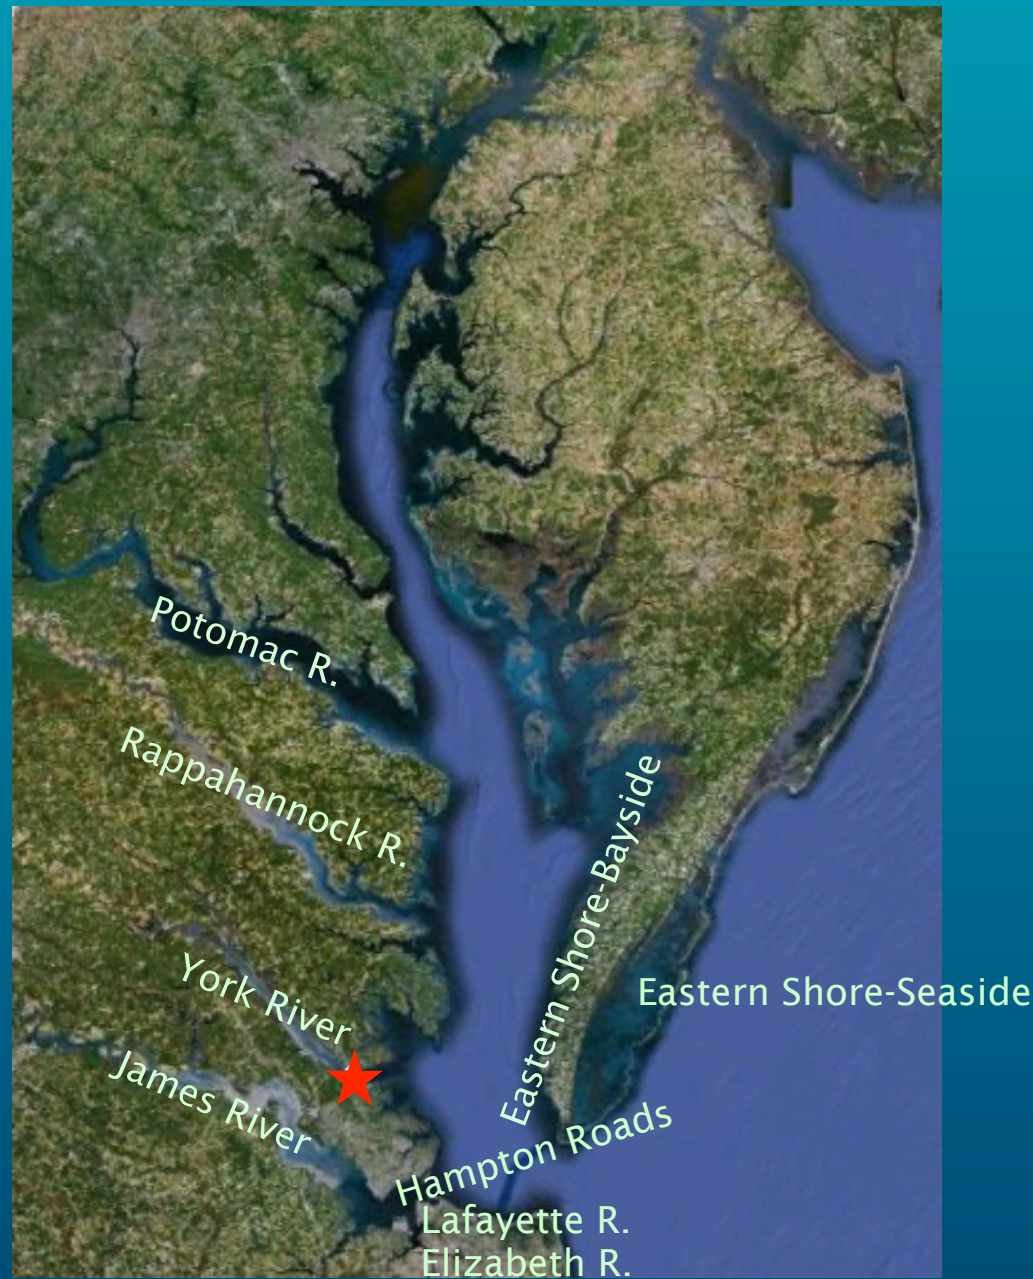 Potomac R.
Rappahannock R.
Eastern Shore-Bayside
York River
Eastern Shore-Seaside
James River
Hampton Roads
Lafayette R.
Elizabeth R.